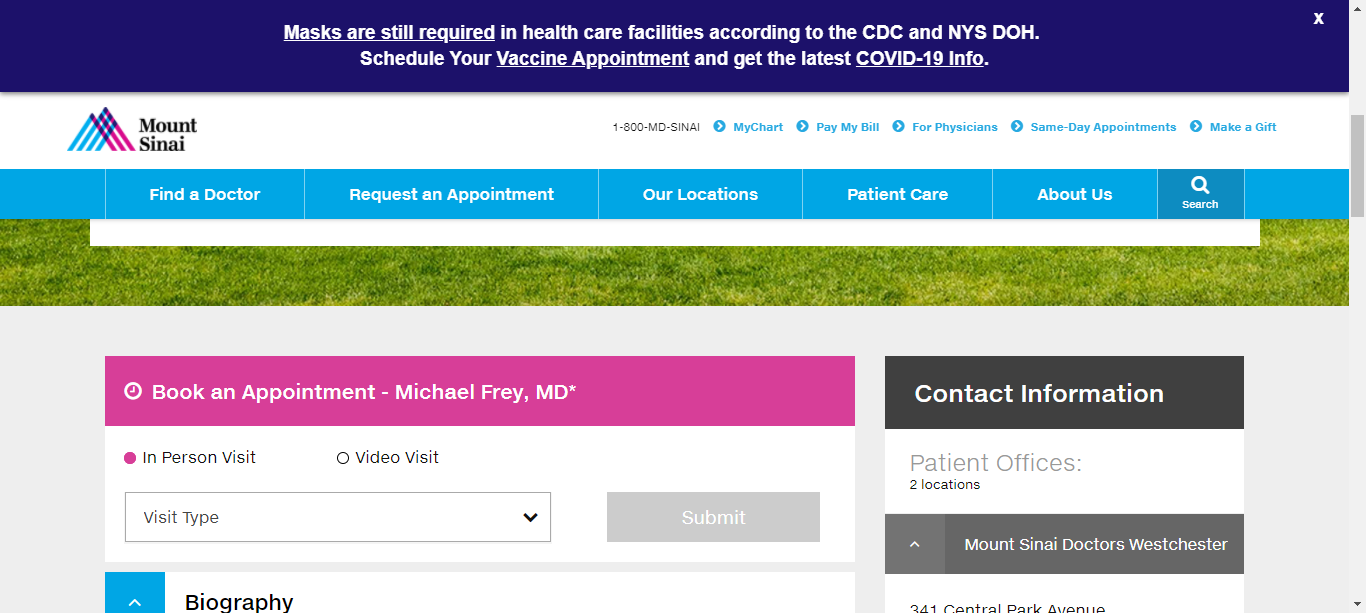 Masks are still required in health care facilities according to the CDC and NYS DOH.
Schedule Your Vaccine Appointment and get the latest COVID-19 Info.
X
Mount
Sinai
1-800-MD-SINAI MyChart Pay My Bill For Physicians Same-Day Appointments Make a Gift
Find a Doctor Request an Appointment Our Locations Patient Care About Us Search
Book an Appointment - Michael Frey, MD*
In Person Visit Video Visit
Visit Type Submit
Biography
Contact Information
Patient Offices:
2 locations
Mount Sinai Doctors Westchester
341 Central Park Avenue